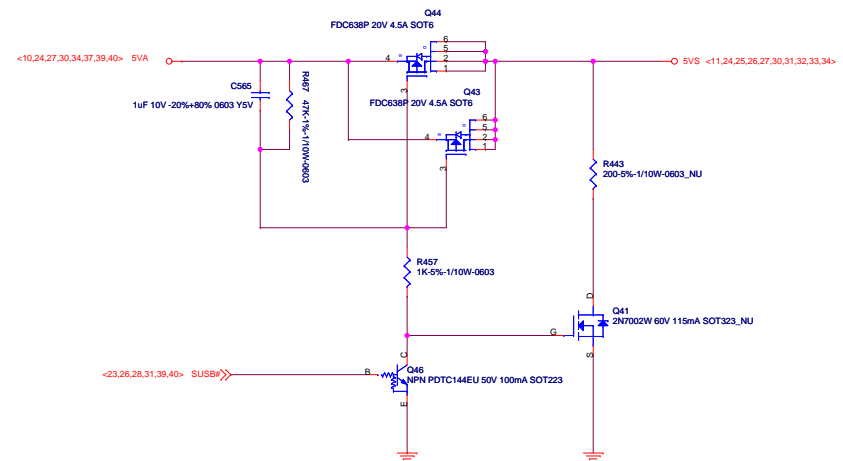 Q44
FDC638P 20V 4.5A SOT6
<10,24,27,30,34,37,39,40> 5VA
4
6
5
2
1
3
5VS <11,24,25,26,27,30,31,32,33,34>
C565
1uF 10V -20%+80% 0603 Y5V
R467
47K-1%-1/10W-0603
Q43
FDC638P 20V 4.5A SOT6
4
6
5
2
1
3
R443
200-5%-1/10W-0603_NU
R457
1K-5%-1/10W-0603
D
Q41
2N7002W 60V 115mA SOT323_NU
G
S
C
<23,26,28,31,39,40> SUSB#
B
Q46
NPN PDTC144EU 50V 100mA SOT223
E